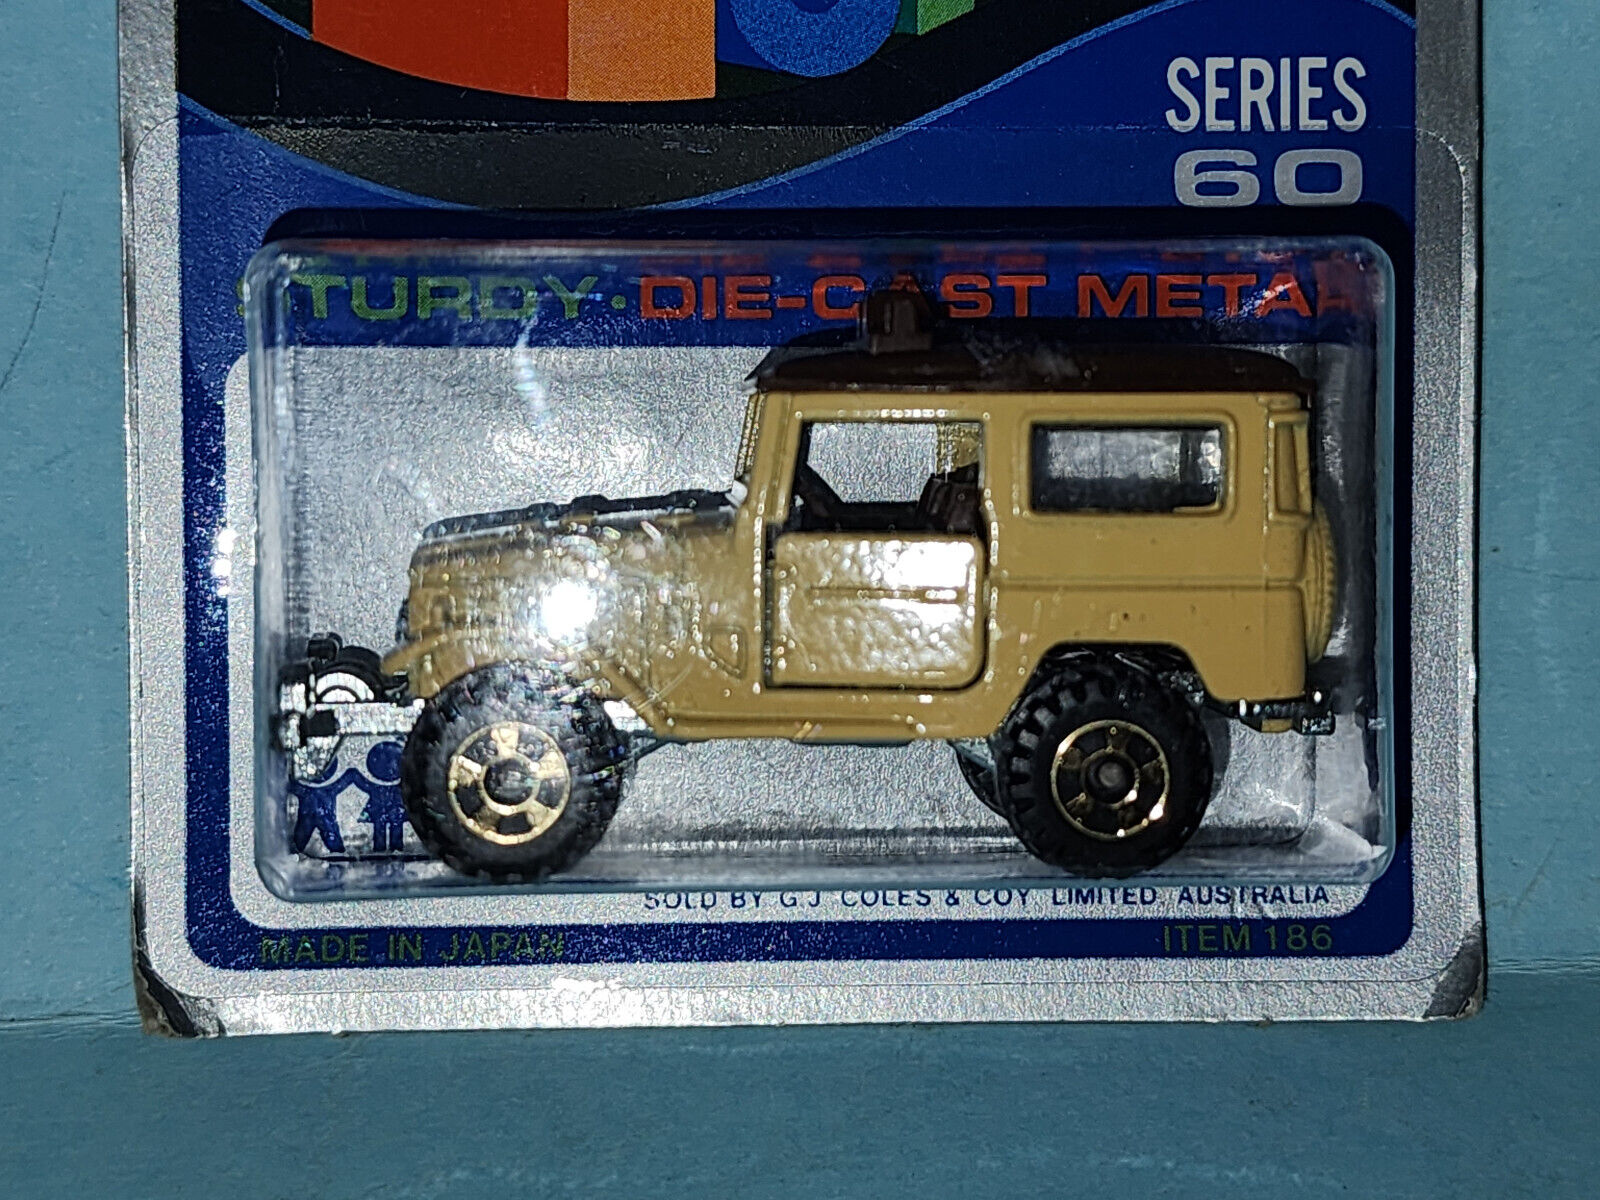 SERIES
60
STURDY · DIE-CAST METAL
SOLD BY G.J. COLES & COY LIMITED AUSTRALIA
MADE IN JAPAN
ITEM 186